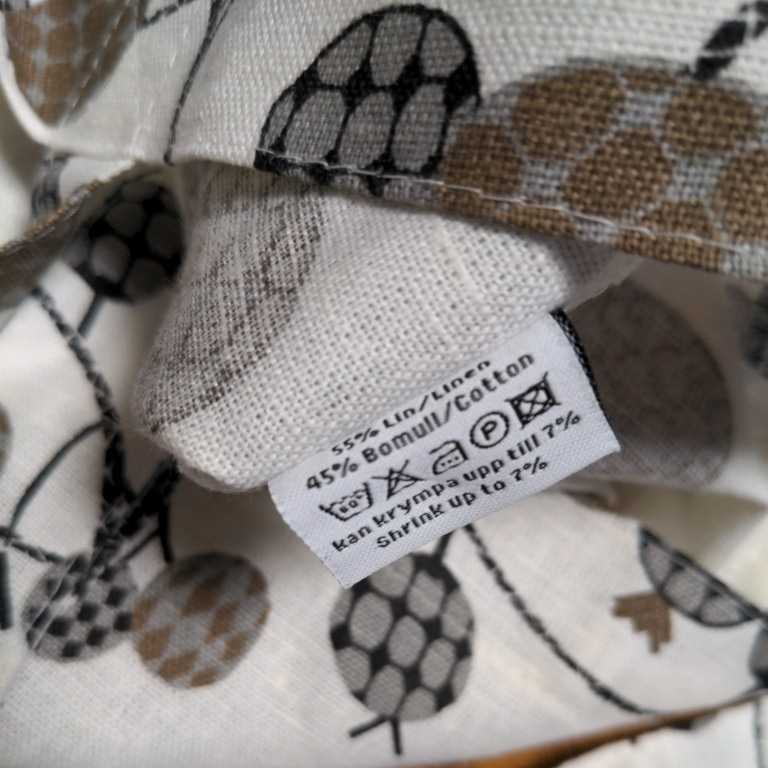 55% Lin/Linen
45% Bomull/Cotton
60° P
kan krympa upp till 7%
Shrink up to 7%